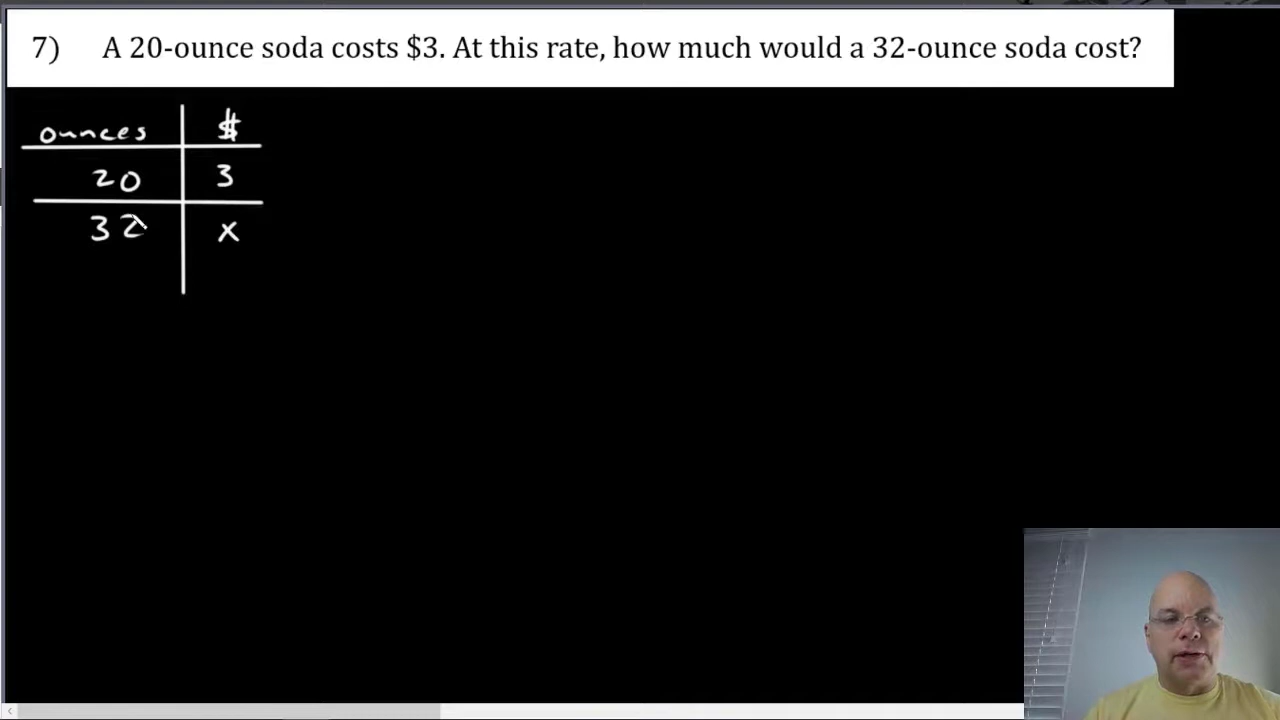 7) A 20-ounce soda costs $3. At this rate, how much would a 32-ounce soda cost?
ounces $
20 3
32 x